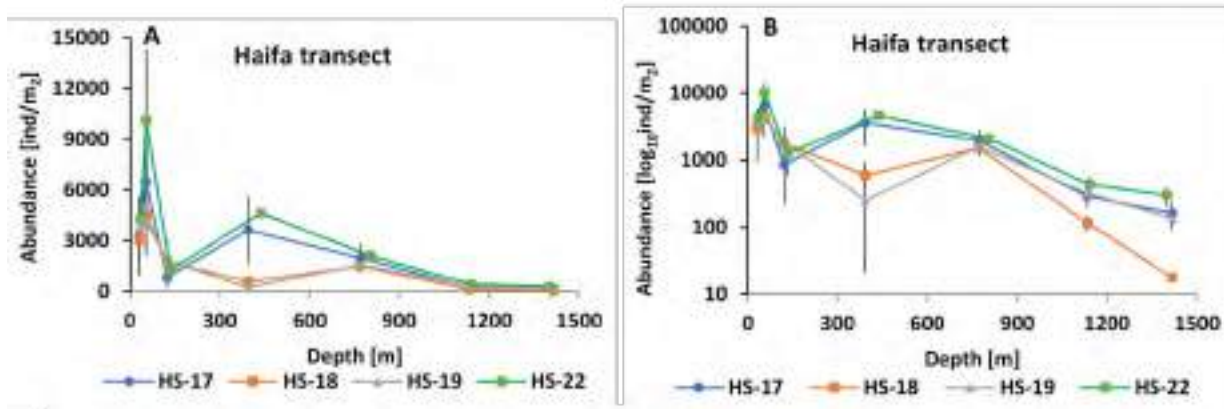 A
Haifa transect
15000
12000
9000
6000
3000
0
Abundance [ind/m2]
0 300 600 900 1200 1500
Depth [m]
HS-17 HS-18 HS-19 HS-22
B
Haifa transect
100000
10000
1000
100
10
Abundance [log10ind/m2]
0 300 600 900 1200 1500
Depth [m]
HS-17 HS-18 HS-19 HS-22